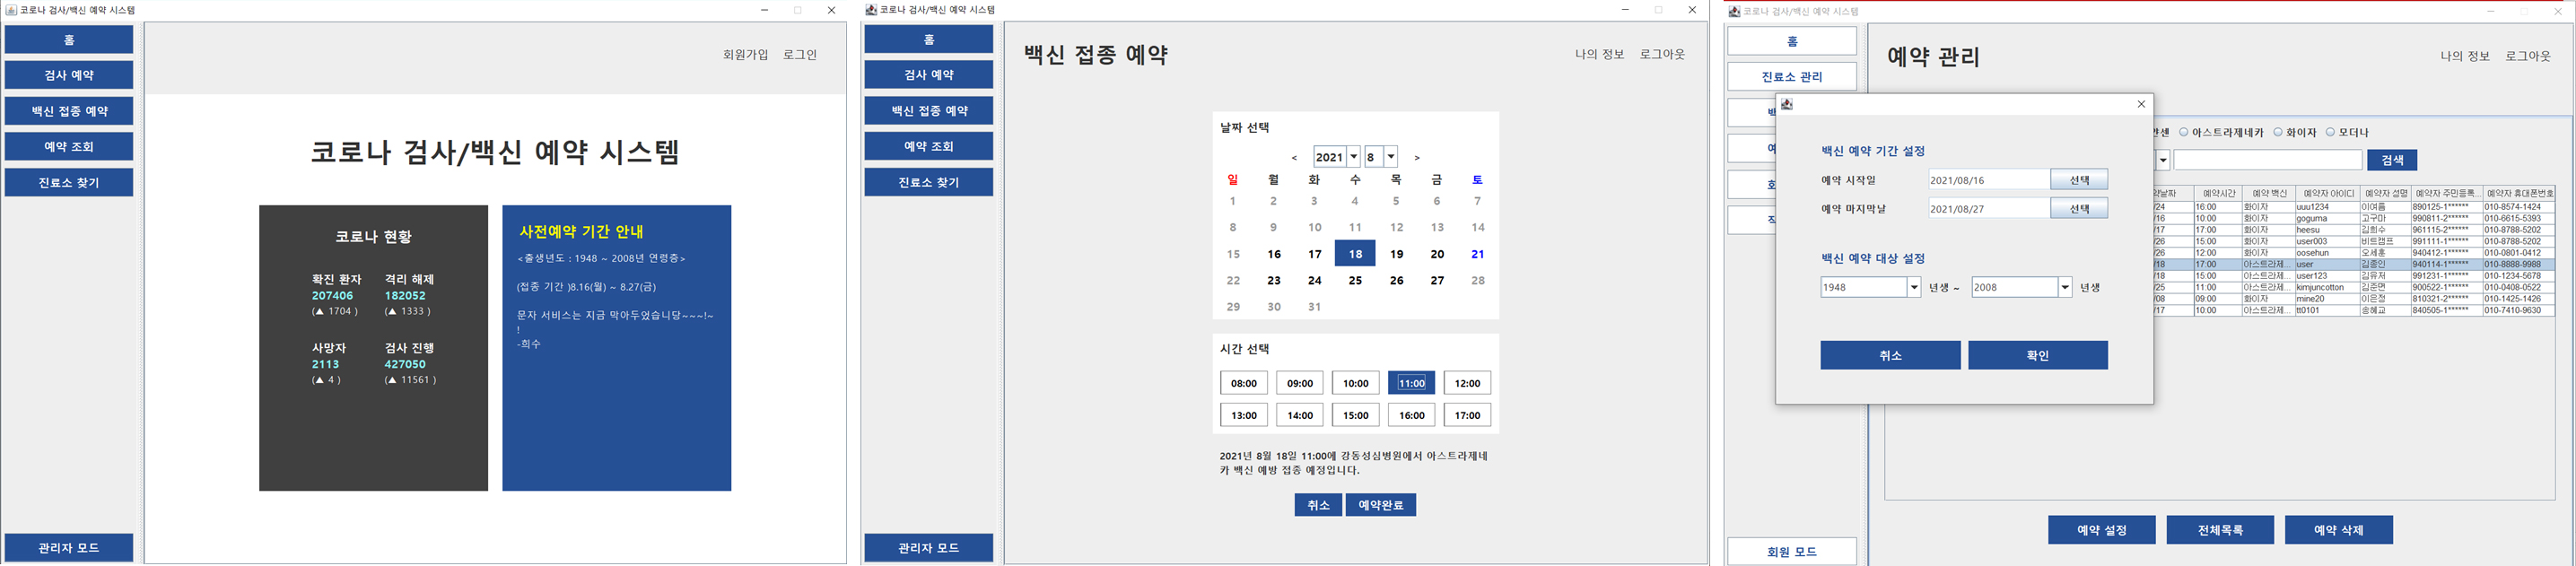 코로나 검사/백신 예약 시스템
홈
검사 예약
백신 접종 예약
예약 조회
진료소 찾기
관리자 모드
회원가입 로그인
코로나 검사/백신 예약 시스템
코로나 현황
확진 환자 격리 해제
207406 182052
(▲ 1704 ) (▲ 1333 )
사망자 검사 진행
2113 427050
(▲ 4 ) (▲ 11561 )
사전예약 기간 안내
<출생년도 : 1948 ~ 2008년 연령층>
(접종 기간 )8.16(월) ~ 8.27(금)
문자 서비스는 지금 막아두었습니당~~~!~
!
-희수
코로나 검사/백신 예약 시스템
홈
검사 예약
백신 접종 예약
예약 조회
진료소 찾기
관리자 모드
백신 접종 예약
나의 정보 로그아웃
날짜 선택
< 2021 8 >
일 월 화 수 목 금 토
1 2 3 4 5 6 7
8 9 10 11 12 13 14
15 16 17 18 19 20 21
22 23 24 25 26 27 28
29 30 31
시간 선택
08:00 09:00 10:00 11:00 12:00
13:00 14:00 15:00 16:00 17:00
2021년 8월 18일 11:00에 강동성심병원에서 아스트라제네
카 백신 예방 접종 예정입니다.
취소 예약완료
코로나 검사/백신 예약 시스템
홈
진료소 관리
백
예
회
직
회원 모드
예약 관리
나의 정보 로그아웃
얀센 아스트라제네카 화이자 모더나
검색
약날짜 예약시간 예약 백신 예약자 아이디 예약자 성명 예약자 주민등록... 예약자 휴대폰번호
/24 16:00 화이자 uuu1234 이여름 890125-1****** 010-8574-1424
/16 10:00 화이자 goguma 고구마 990811-2****** 010-6615-5393
/17 17:00 화이자 heesu 김희수 961115-2****** 010-8788-5202
/26 15:00 화이자 user003 비트캠프 991111-1****** 010-8788-5202
/26 12:00 화이자 oosehun 오세훈 940412-1****** 010-0801-0412
/18 17:00 아스트라제... user 김종인 940114-1****** 010-8888-9988
/18 15:00 아스트라제... user123 김유저 991231-1****** 010-1234-5678
/25 11:00 아스트라제... kimjuncotton 김준면 900522-1****** 010-0408-0522
/08 09:00 화이자 mine20 이은정 810321-2****** 010-1425-1426
/17 10:00 아스트라제... tt0101 송혜교 840505-1****** 010-7410-9630
예약 설정 전체목록 예약 삭제
백신 예약 기간 설정
예약 시작일 2021/08/16 선택
예약 마지막날 2021/08/27 선택
백신 예약 대상 설정
1948 년생 ~ 2008 년생
취소 확인